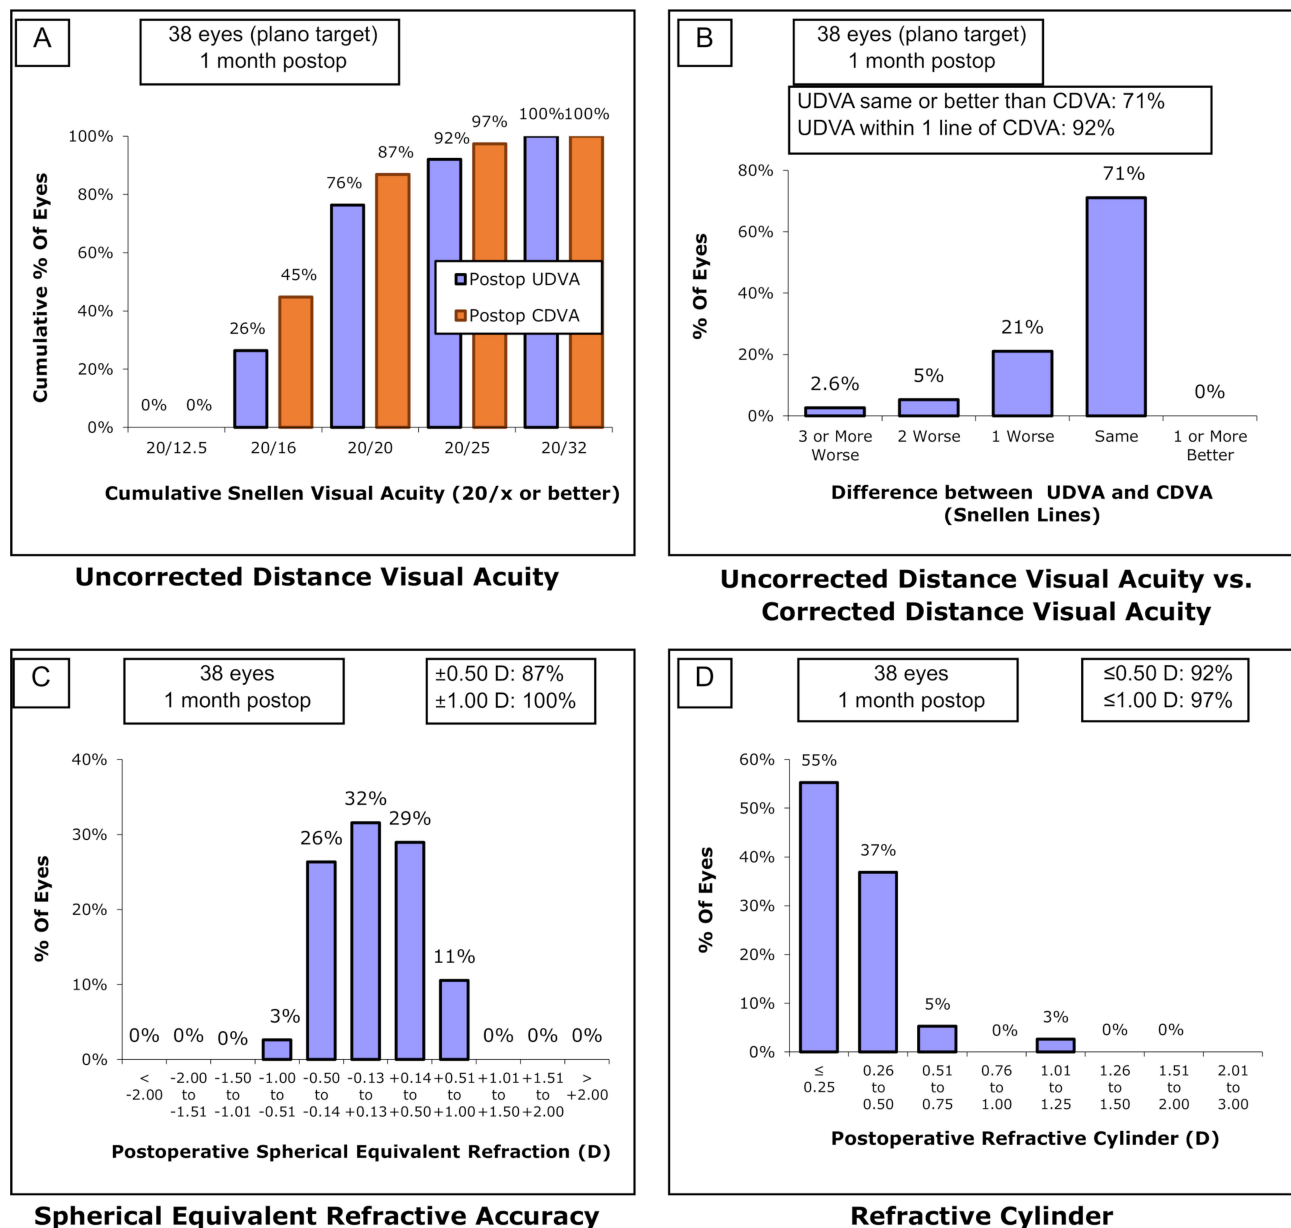 A
38 eyes (plano target)
1 month postop
100%
80%
60%
40%
20%
0%
Cumulative % Of Eyes
0% 0%
26% 45%
76% 87%
92% 97%
100% 100%
Postop UDVA
Postop CDVA
20/12.5 20/16 20/20 20/25 20/32
Cumulative Snellen Visual Acuity (20/x or better)
Uncorrected Distance Visual Acuity
B
38 eyes (plano target)
1 month postop
UDVA same or better than CDVA: 71%
UDVA within 1 line of CDVA: 92%
80%
60%
40%
20%
0%
% Of Eyes
2.6% 5% 21% 71% 0%
3 or More Worse
2 Worse
1 Worse
Same
1 or More Better
Difference between UDVA and CDVA
(Snellen Lines)
Uncorrected Distance Visual Acuity vs.
Corrected Distance Visual Acuity
C
38 eyes
1 month postop
±0.50 D: 87%
±1.00 D: 100%
40%
30%
20%
10%
0%
% Of Eyes
0% 0% 0% 3% 26% 32% 29% 11% 0% 0% 0%
< -2.00
-2.00 to -1.51
-1.50 to -1.01
-1.00 to -0.51
-0.50 to -0.14
-0.13 to +0.13
+0.14 to +0.50
+0.51 to +1.00
+1.01 to +1.50
+1.51 to +2.00
> +2.00
Postoperative Spherical Equivalent Refraction (D)
Spherical Equivalent Refractive Accuracy
D
38 eyes
1 month postop
≤0.50 D: 92%
≤1.00 D: 97%
60%
50%
40%
30%
20%
10%
0%
% Of Eyes
55% 37% 5% 0% 3% 0% 0%
≤ 0.25
0.26 to 0.50
0.51 to 0.75
0.76 to 1.00
1.01 to 1.25
1.26 to 1.50
1.51 to 2.00
2.01 to 3.00
Postoperative Refractive Cylinder (D)
Refractive Cylinder